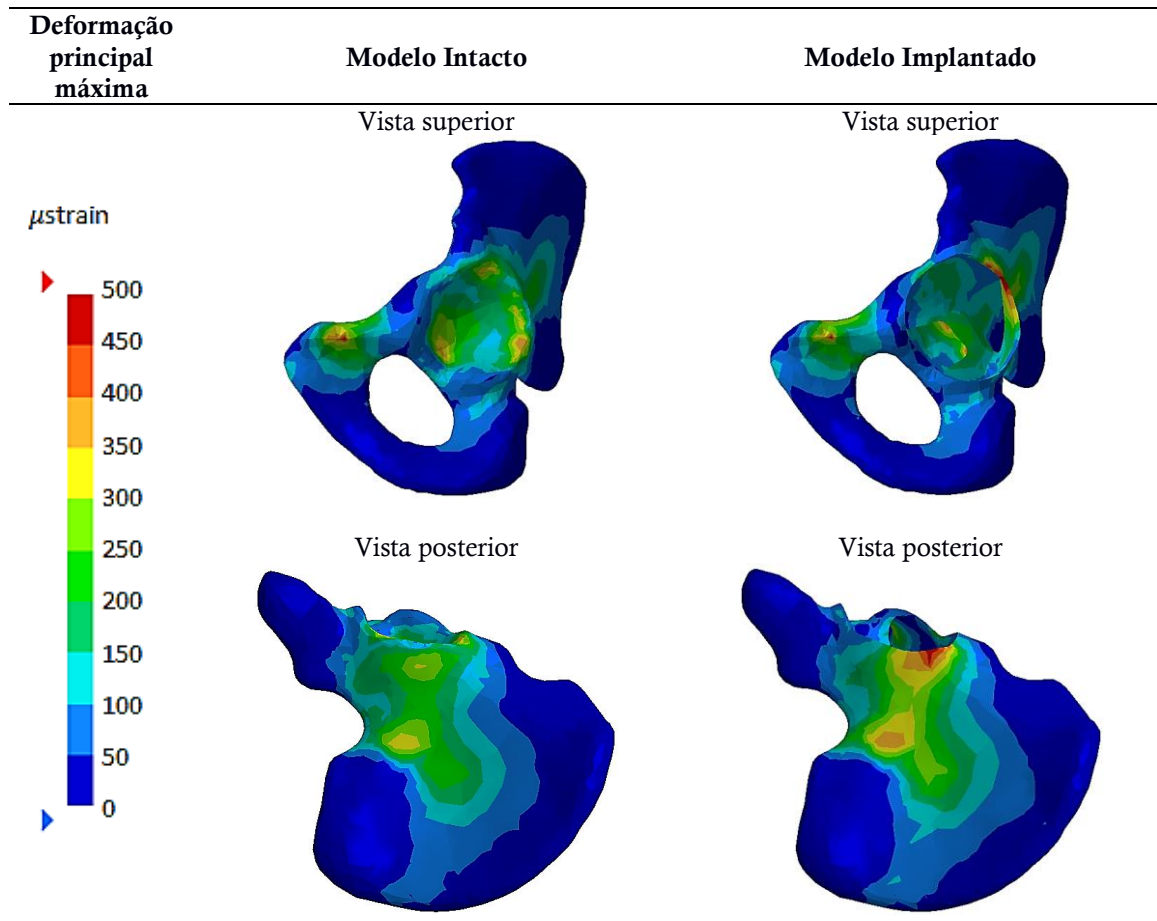 Deformação
principal
máxima
Modelo Intacto
Modelo Implantado
Vista superior
Vista superior
μstrain
500
450
400
350
300
250
200
150
100
50
0
Vista posterior
Vista posterior